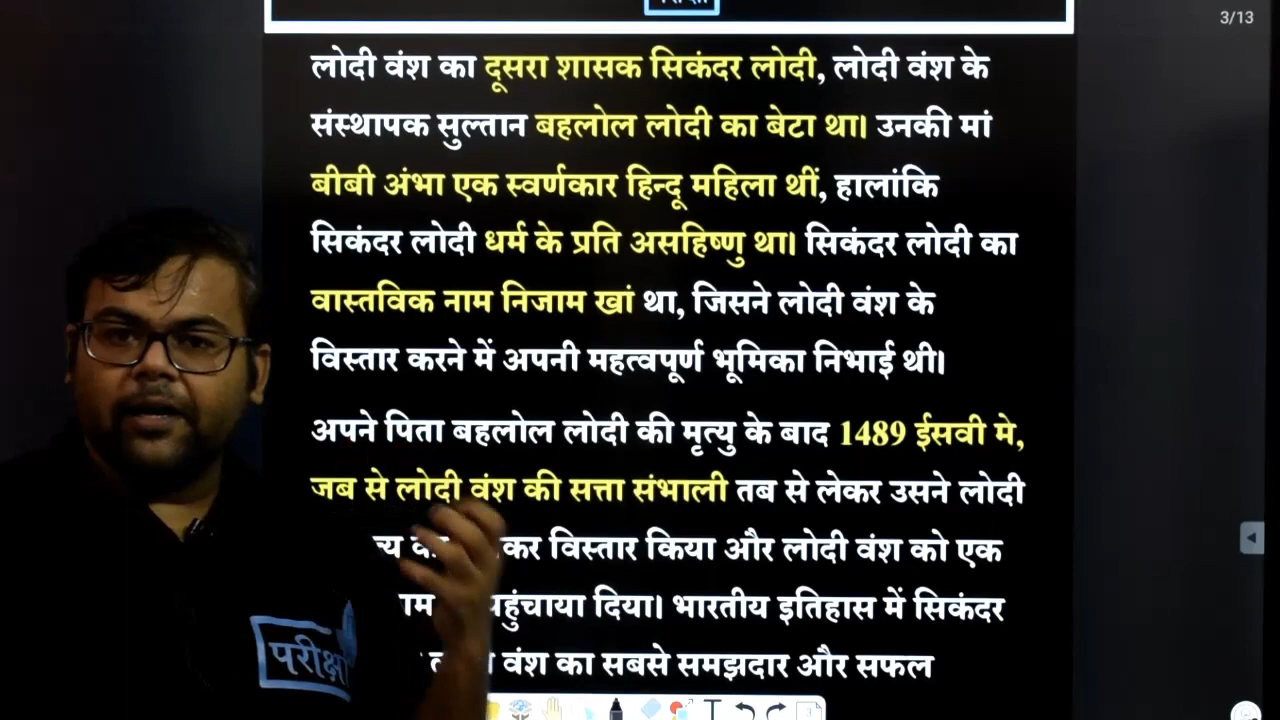 3/13
लोदी वंश का दूसरा शासक सिकंदर लोदी, लोदी वंश के
संस्थापक सुल्तान बहलोल लोदी का बेटा था। उनकी मां
बीबी अंभा एक स्वर्णकार हिन्दू महिला थीं, हालांकि
सिकंदर लोदी धर्म के प्रति असहिष्णु था। सिकंदर लोदी का
वास्तविक नाम निजाम खां था, जिसने लोदी वंश के
विस्तार करने में अपनी महत्वपूर्ण भूमिका निभाई थी।
अपने पिता बहलोल लोदी की मृत्यु के बाद 1489 ईसवी मे,
जब से लोदी वंश की सत्ता संभाली तब से लेकर उसने लोदी
कर विस्तार किया और लोदी वंश को एक
पहुंचाया दिया। भारतीय इतिहास में सिकंदर
वंश का सबसे समझदार और सफल
परीक्षा